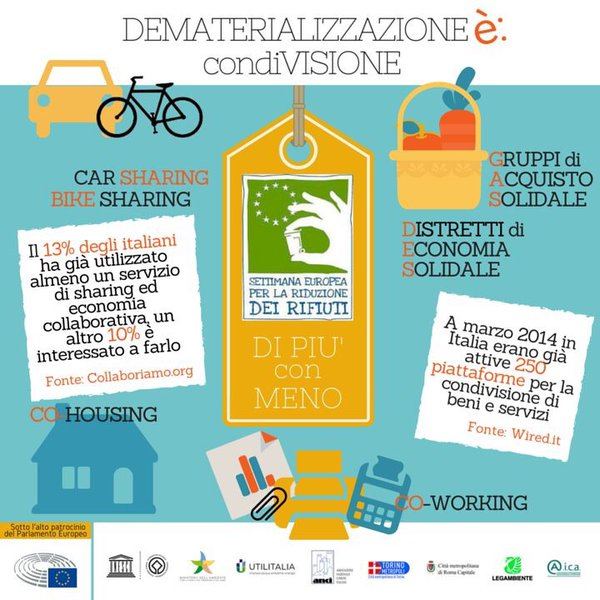 DEMATERIALIZZAZIONE è:
condiVISIONE
CAR SHARING
BIKE SHARING
GRUPPI di
ACQUISTO
SOLIDALE
DISTRETTI di
ECONOMIA
SOLIDALE
Il 13% degli italiani
ha già utilizzato
almeno un servizio
di sharing ed
economia
collaborativa, un
altro 10% è
interessato a farlo
Fonte: Collaboriamo.org
SETTIMANA EUROPEA
PER LA RIDUZIONE
DEI RIFIUTI
DI PIU'
con
MENO
A marzo 2014 in
Italia erano già
attive 250
piattaforme per la
condivisione di
beni e servizi
Fonte: Wired.it
CO-HOUSING
CO-WORKING
Sotto l'alto patrocinio
del Parlamento Europeo
UTILITALIA
anci
TORINO
METROPOLI
Città metropolitana
di Roma Capitale
LEGAMBIENTE
A i.c.a.